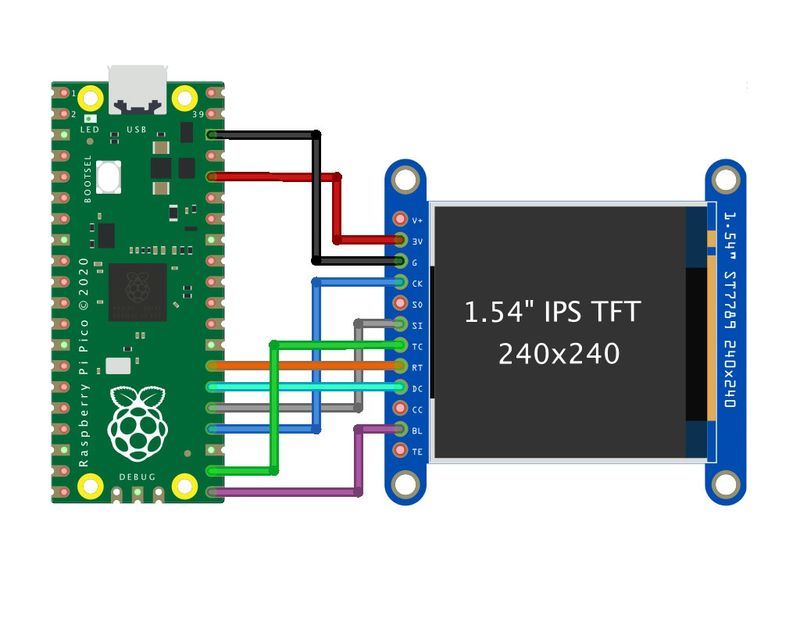 1
2
39
LED
USB
BOOTSEL
Raspberry Pi Pico © 2020
DEBUG
V+
3V
G
CK
SO
SI
TC
RT
DC
CC
BL
TE
1.54" IPS TFT
240x240
1.54" ST7789 240x240